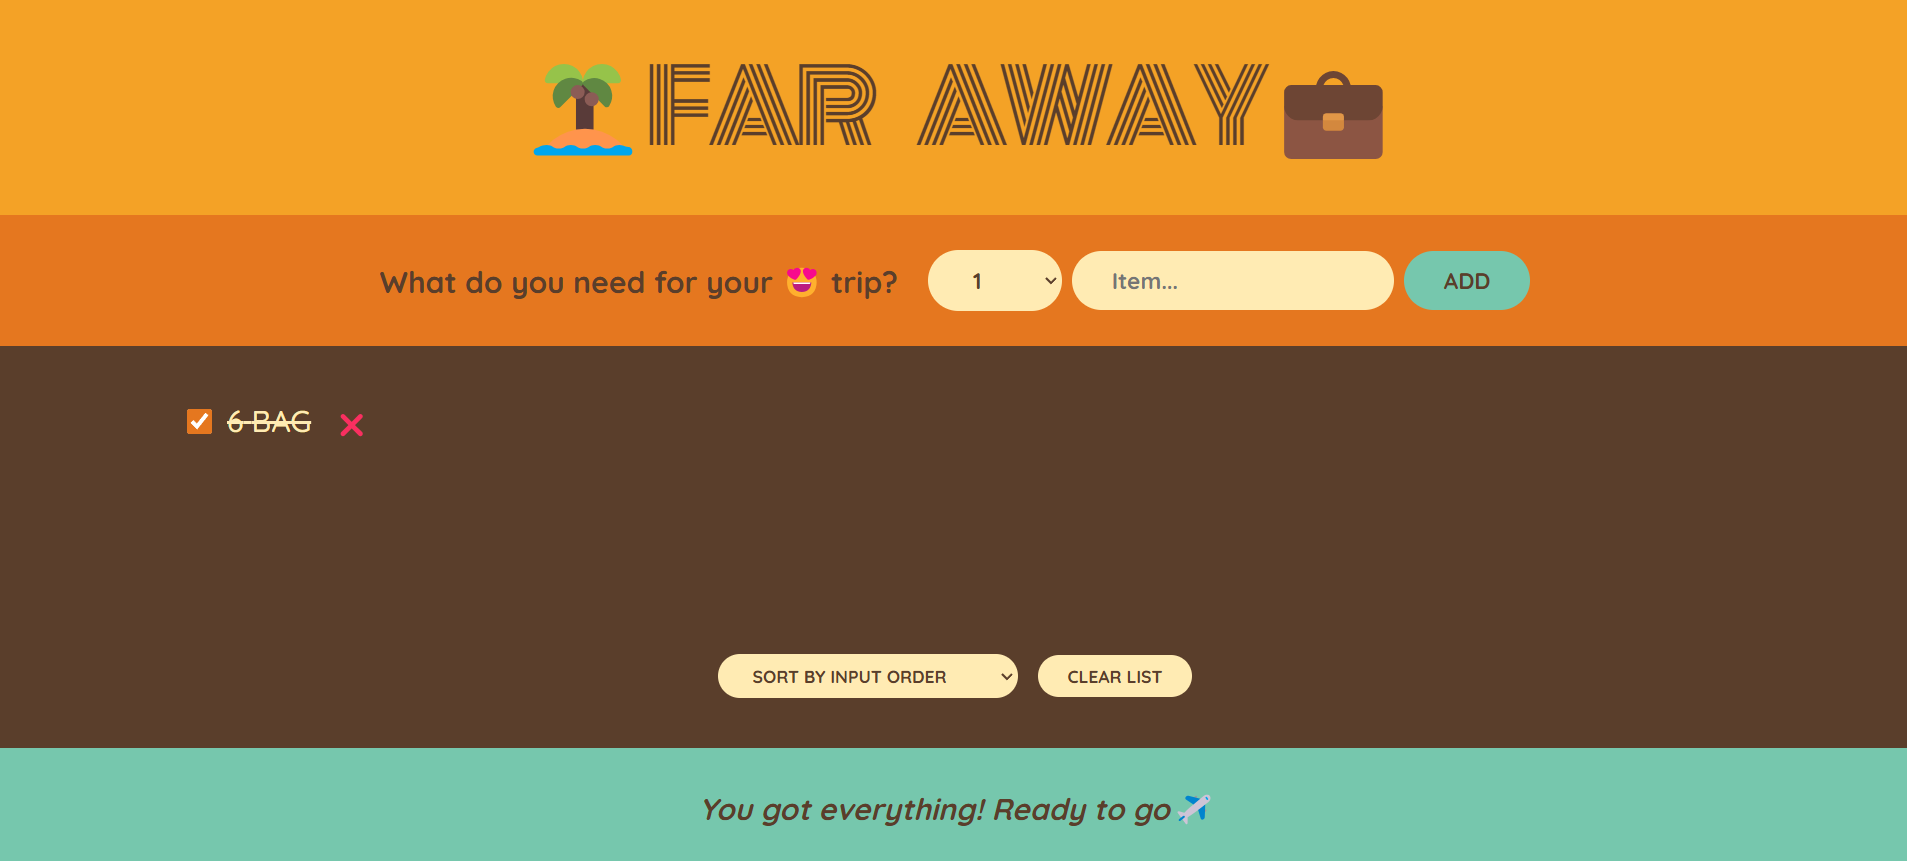 🏝️ FAR AWAY 💼
What do you need for your 😍 trip? 1 Item... ADD
6 BAG ❌
SORT BY INPUT ORDER CLEAR LIST
You got everything! Ready to go ✈️